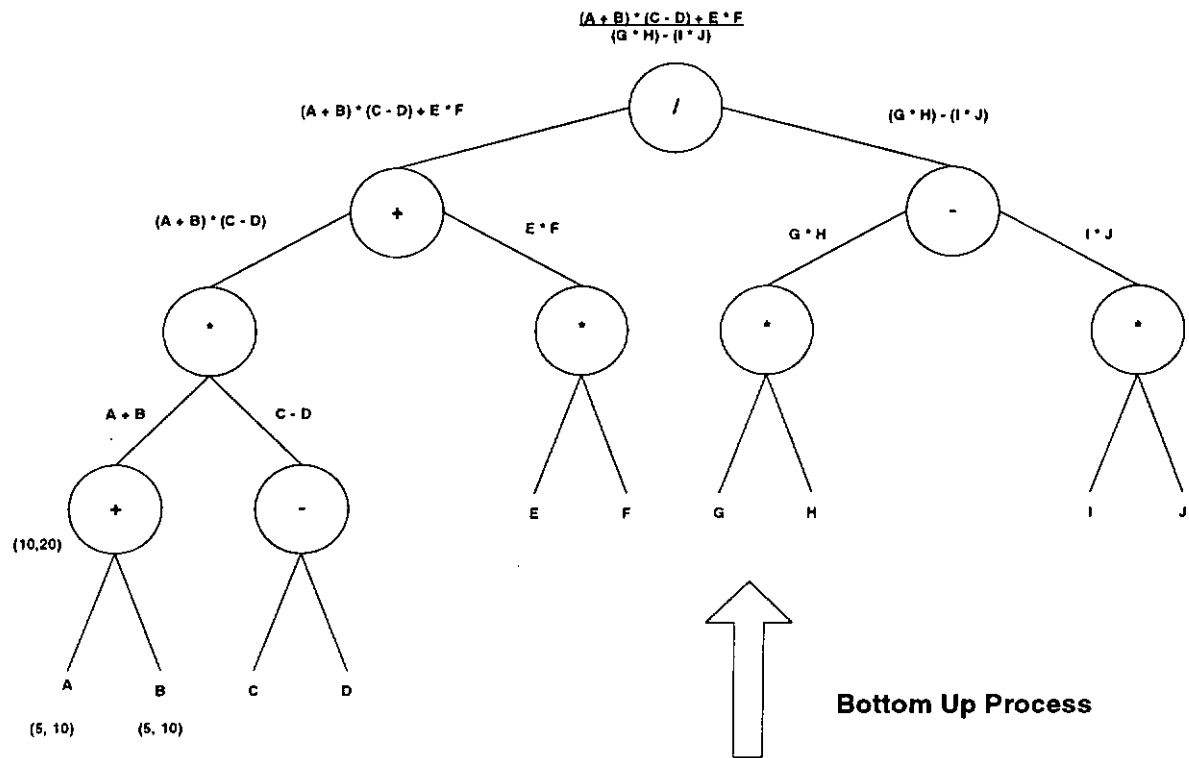 (A + B) * (C - D) + E * F
(G * H) - (I * J)
/
(A + B) * (C - D) + E * F
(G * H) - (I * J)
+
-
(A + B) * (C - D)
E * F
G * H
I * J
*
*
*
*
A + B
C - D
+
-
E
F
G
H
I
J
(10,20)
A
B
C
D
(5, 10)
(5, 10)
Bottom Up Process